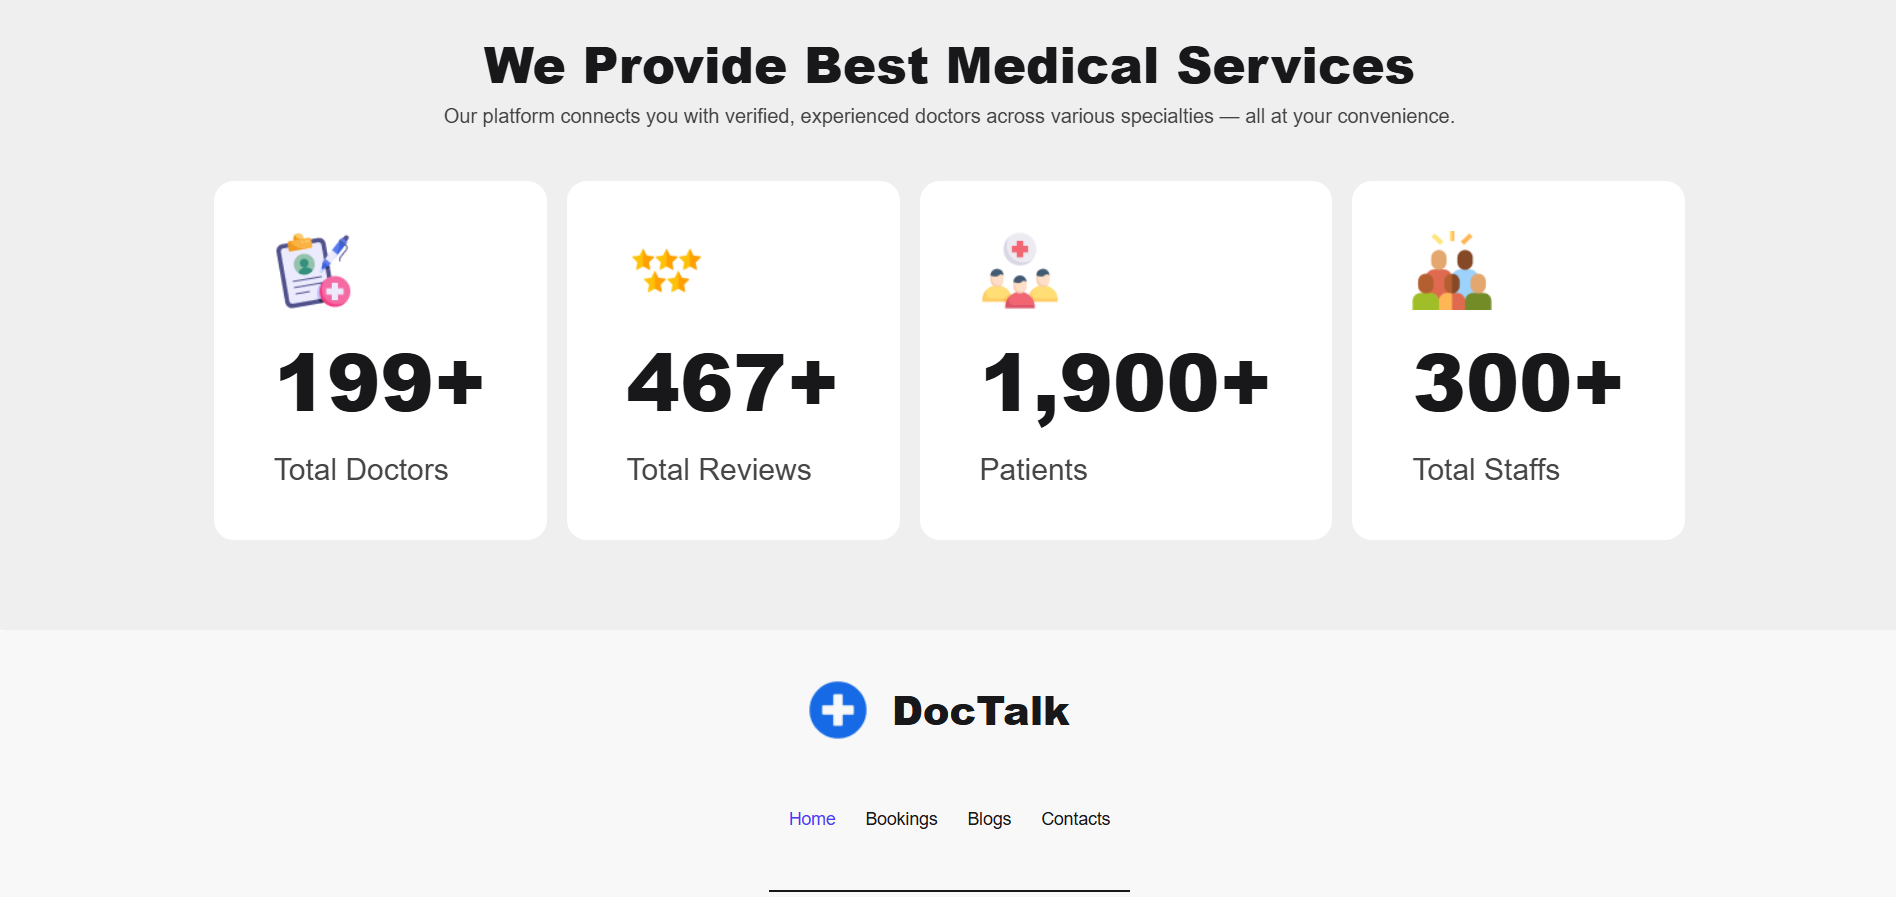 We Provide Best Medical Services
Our platform connects you with verified, experienced doctors across various specialties — all at your convenience.
199+
Total Doctors
467+
Total Reviews
1,900+
Patients
300+
Total Staffs
DocTalk
Home Bookings Blogs Contacts